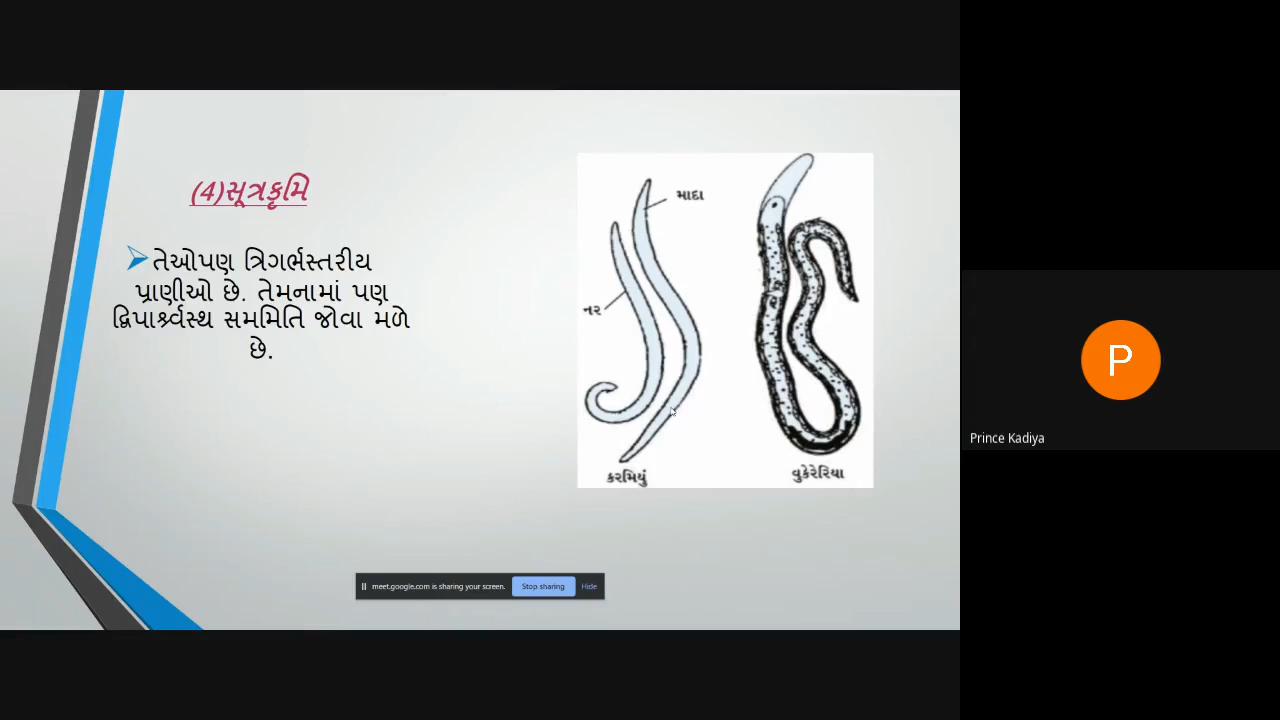 (4)સૂત્રકૃમિ
તેઓપણ ત્રિગર્ભસ્તરીય
પ્રાણીઓ છે. તેમનામાં પણ
દ્વિપાર્શ્ર્વસ્થ સમમિતિ જોવા મળે
છે.
માદા
નર
કરમિયું
વુકેરેરિયા
meet.google.com is sharing your screen.
Stop sharing
Hide
P
Prince Kadiya